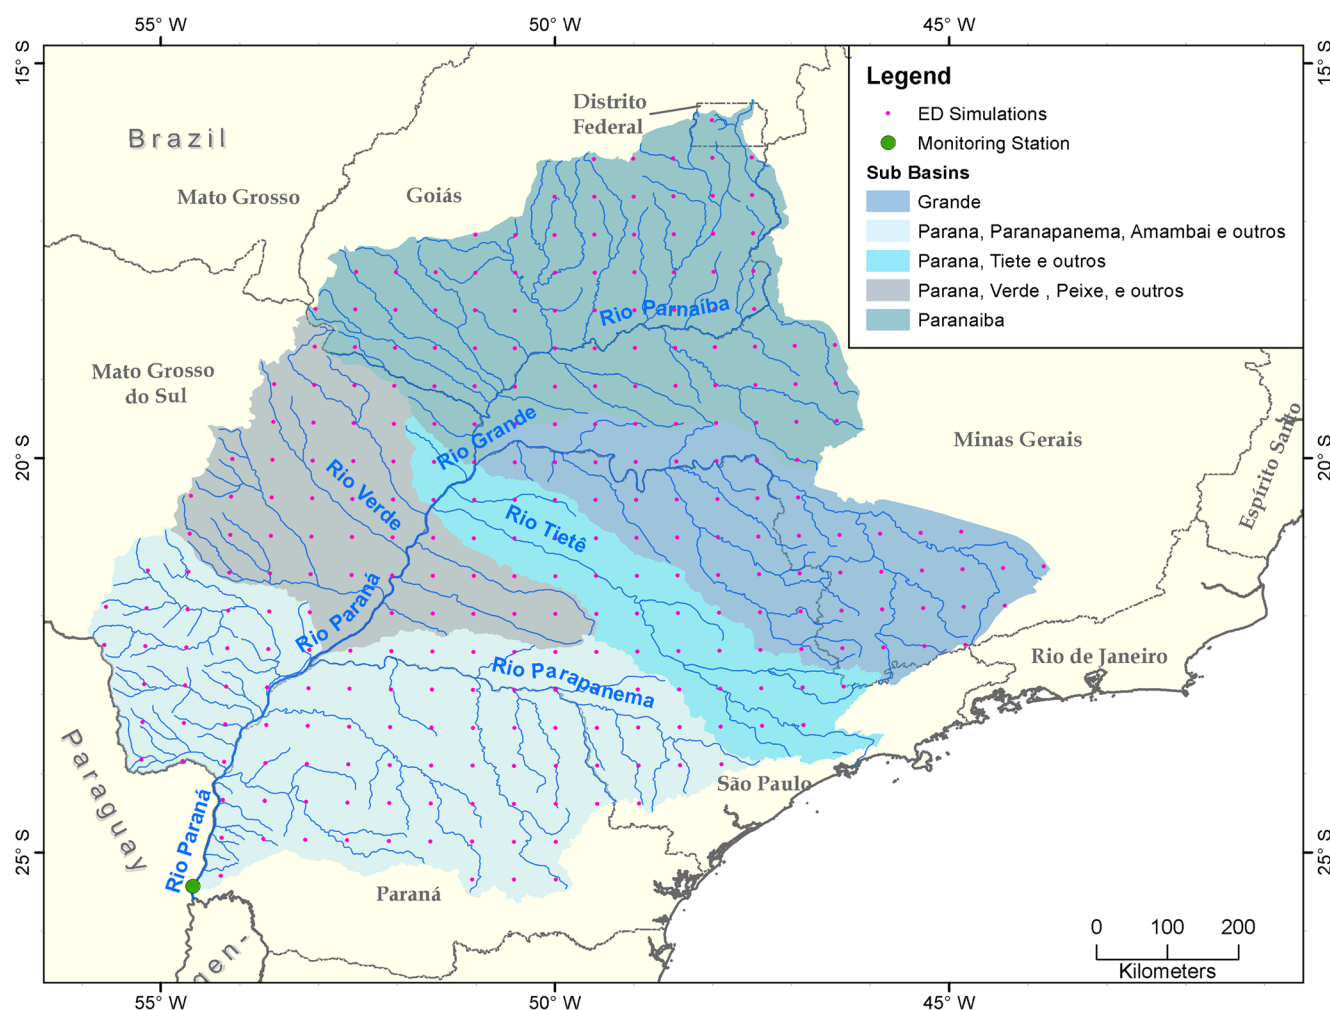 55° W
50° W
45° W
15° S
15° S
Legend
ED Simulations
Monitoring Station
Sub Basins
Grande
Parana, Paranapanema, Amambai e outros
Parana, Tiete e outros
Parana, Verde , Peixe, e outros
Paranaiba
Distrito
Federal
Brazil
Mato Grosso
Goiás
Rio Parnaíba
Mato Grosso
do Sul
Rio Grande
Minas Gerais
Espírito Santo
20° S
20° S
Rio Verde
Rio Tietê
Rio Paraná
Rio Parapanema
Rio de Janeiro
Paraguay
São Paulo
Rio Paraná
25° S
25° S
Paraná
gen-
0 100 200
Kilometers
55° W
50° W
45° W